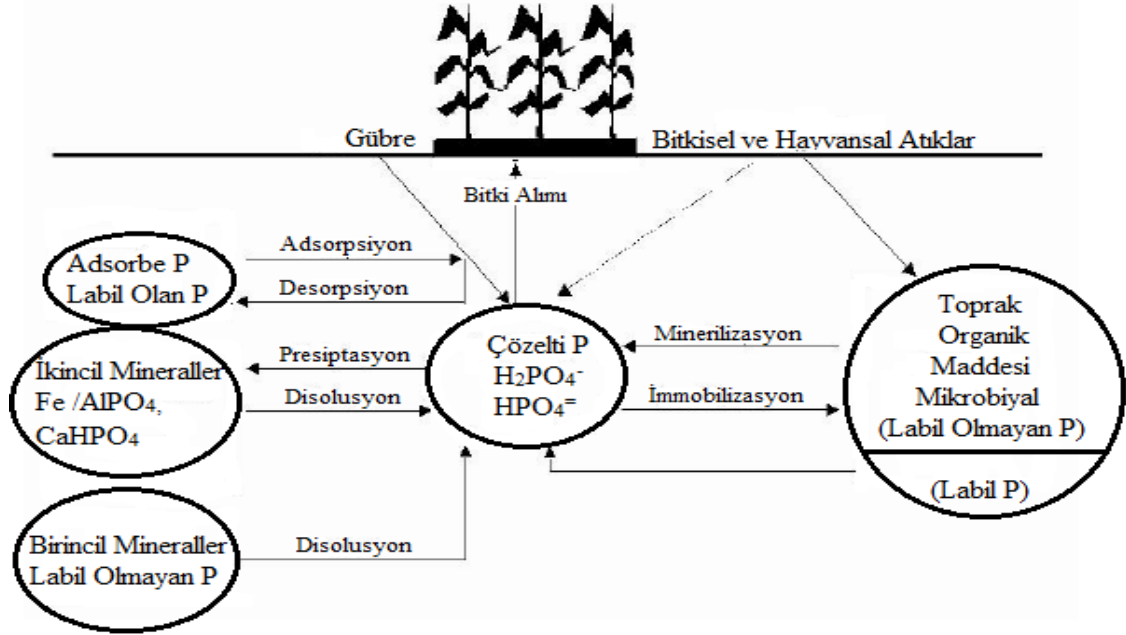 Gübre
Bitkisel ve Hayvansal Atıklar
Bitki Alımı
Adsorpsiyon
Adsorbe P
Labil Olan P
Desorpsiyon
Presiptasyon
İkincil Mineraller
Fe /AlPO₄,
CaHPO₄
Disolusyon
Birincil Mineraller
Labil Olmayan P
Disolusyon
Çözelti P
H₂PO₄⁻
HPO₄⁼
Minerilizasyon
İmmobilizasyon
Toprak
Organik
Maddesi
Mikrobiyal
(Labil Olmayan P)
(Labil P)